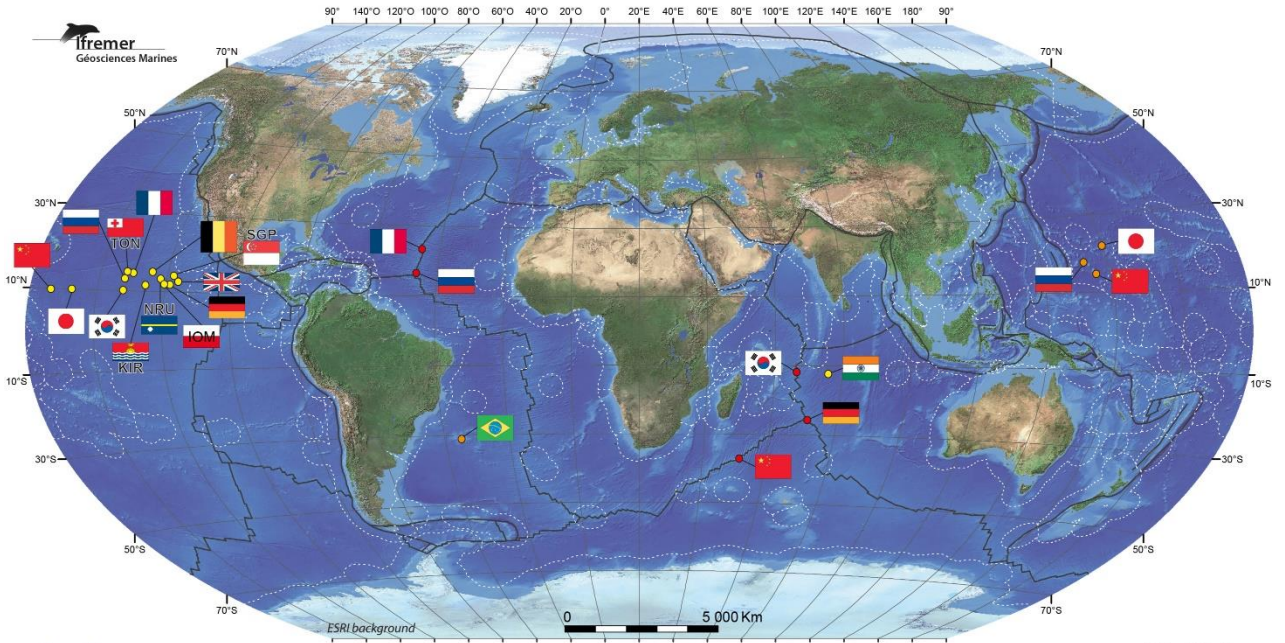 Ifremer
Géosciences Marines
90° 140°W 120°W 100°W 80°W 60°W 40°W 20°W 0° 20°E 40°E 60°E 80°E 100°E 120°E 140°E 160°E 180° 90°
100°W
80°W
70°N 70°N
50°N 50°N
30°N 30°N
10°N 10°N
10°S 10°S
30°S 30°S
50°S 50°S
70°S 70°S
TON
SGP
NRU
IOM
KIR
ESRI background
0 5 000 Km